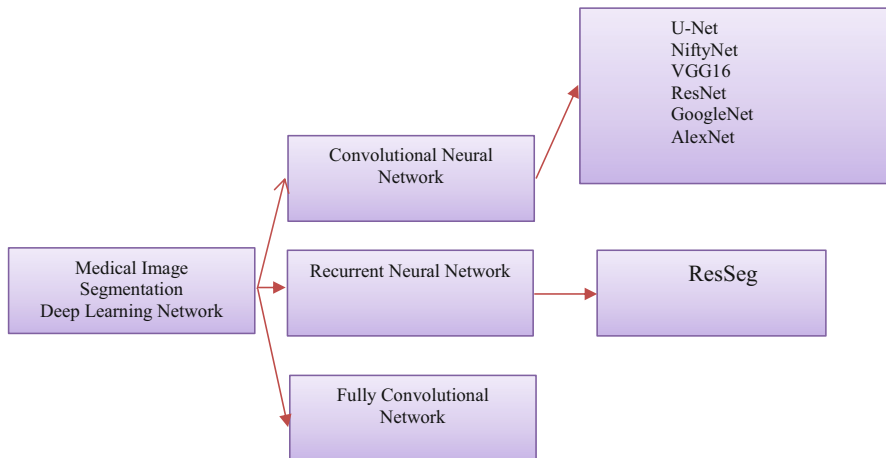 Medical Image
Segmentation
Deep Learning Network
Convolutional Neural
Network
U-Net
NiftyNet
VGG16
ResNet
GoogleNet
AlexNet
Recurrent Neural Network
ResSeg
Fully Convolutional
Network